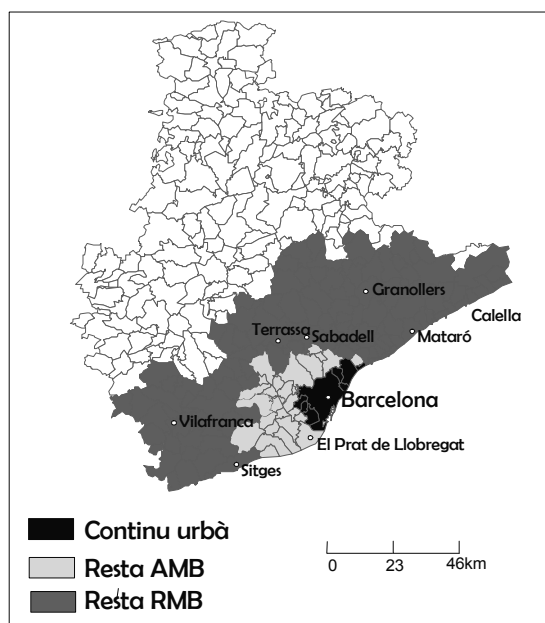 Granollers
Calella
Terrassa
Sabadell
Mataró
Barcelona
Vilafranca
El Prat de Llobregat
Sitges
Continu urbà
Resta AMB
Resta RMB
0 23 46km